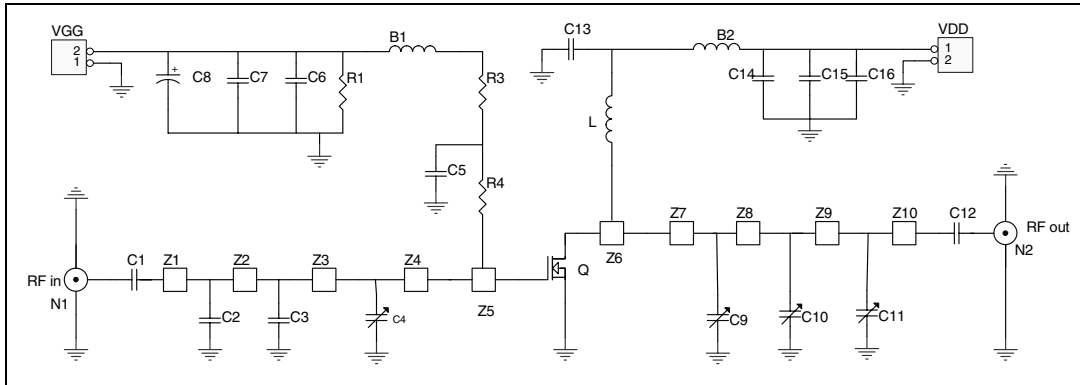 VGG
2
1
C8
C7
C6
R1
B1
R3
C5
R4
C13
B2
VDD
1
2
C14
C15
C16
L
RF in
N1
C1
Z1
Z2
Z3
Z4
Z5
C2
C3
C4
Q
Z6
Z7
Z8
Z9
Z10
C12
RF out
N2
C9
C10
C11